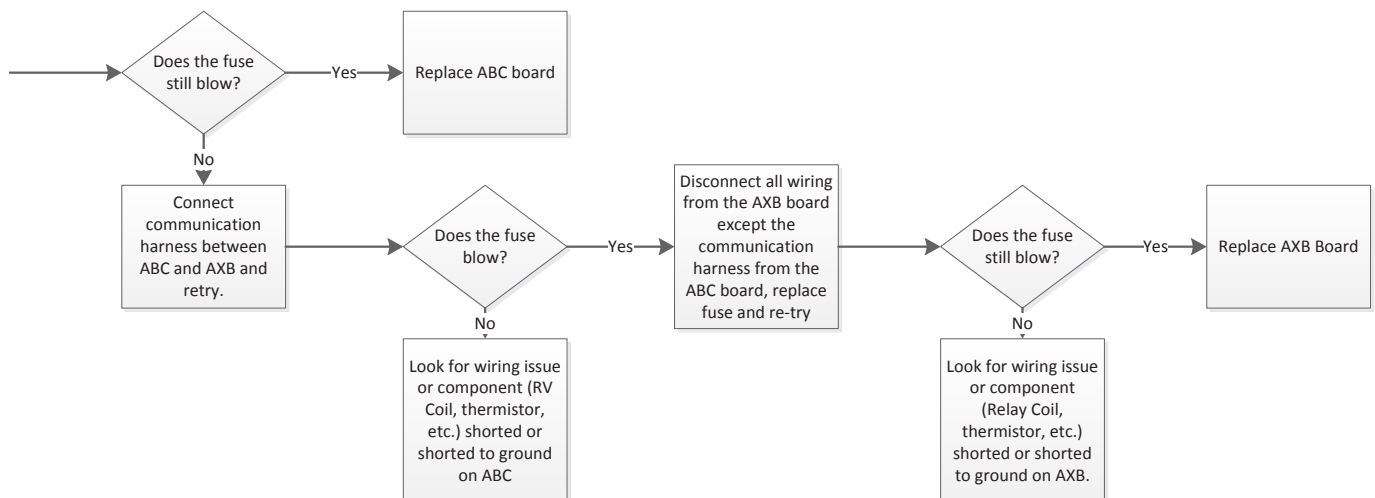 Does the fuse
still blow?
Yes
Replace ABC board
No
Connect
communication
harness between
ABC and AXB and
retry.
Does the fuse
blow?
Yes
Disconnect all wiring
from the AXB board
except the
communication
harness from the
ABC board, replace
fuse and re-try
Does the fuse
still blow?
Yes
Replace AXB Board
No
Look for wiring issue
or component (RV
Coil, thermistor,
etc.) shorted or
shorted to ground
on ABC
No
Look for wiring issue
or component
(Relay Coil,
thermistor, etc.)
shorted or shorted
to ground on AXB.